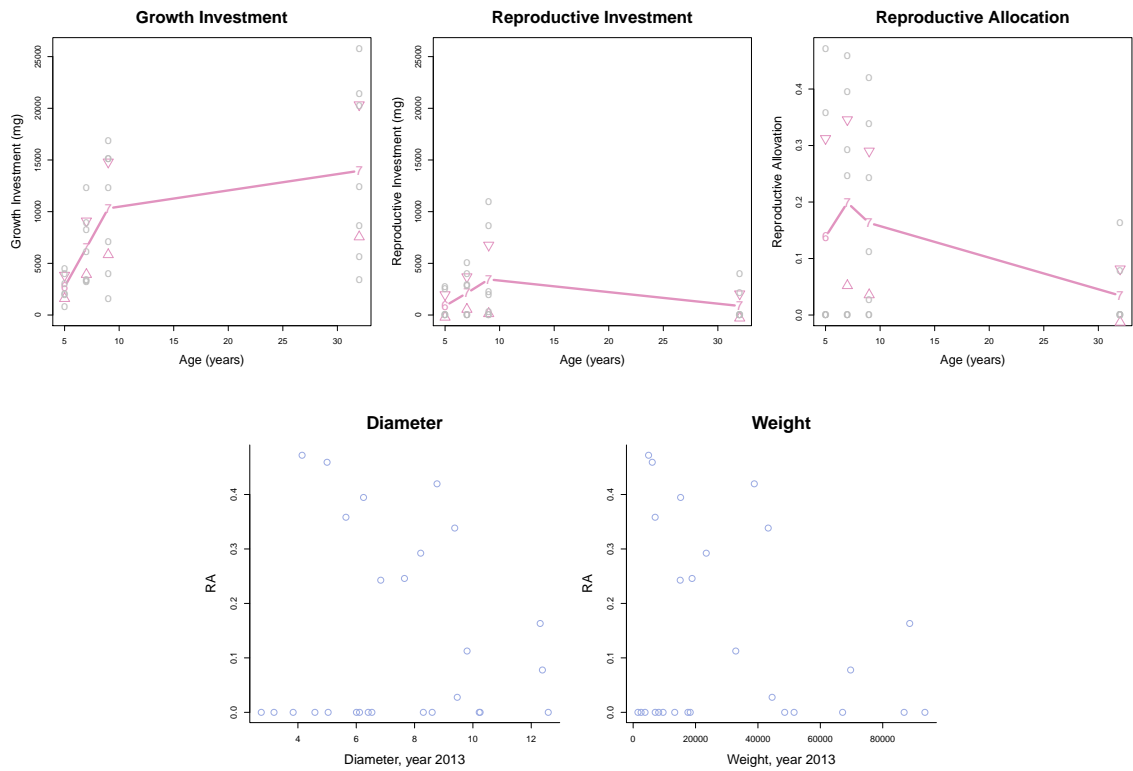 Growth Investment
Growth Investment (mg)
25000
20000
15000
10000
5000
0
7
7
7
6
5 10 15 20 25 30
Age (years)
Reproductive Investment
Reproductive Investment (mg)
25000
20000
15000
10000
5000
0
6
7
7
7
5 10 15 20 25 30
Age (years)
Reproductive Allocation
Reproductive Allovation
0.4
0.3
0.2
0.1
0.0
6
7
7
7
5 10 15 20 25 30
Age (years)
Diameter
RA
0.4
0.3
0.2
0.1
0.0
4 6 8 10 12
Diameter, year 2013
Weight
RA
0.4
0.3
0.2
0.1
0.0
0 20000 40000 60000 80000
Weight, year 2013